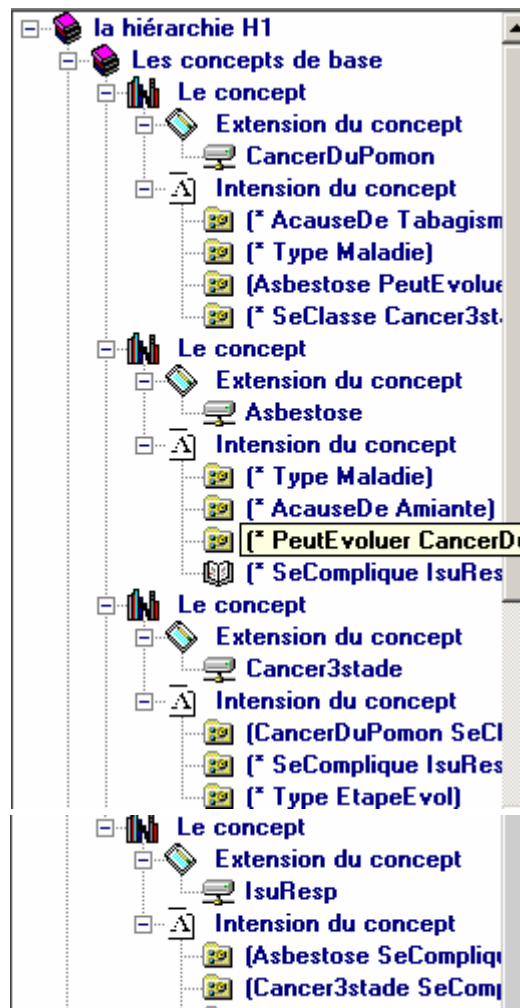 la hiérarchie H1
Les concepts de base
Le concept
Extension du concept
CancerDuPomon
Intension du concept
(* AcauseDe Tabagism
(* Type Maladie)
(Asbestose PeutEvolue
(* SeClasse Cancer3st
Le concept
Extension du concept
Asbestose
Intension du concept
(* Type Maladie)
(* AcauseDe Amiante)
(* PeutEvoluer CancerDu
(* SeComplique IsuRes
Le concept
Extension du concept
Cancer3stade
Intension du concept
(CancerDuPomon SeCl
(* SeComplique IsuRes
(* Type EtapeEvol)
Le concept
Extension du concept
IsuResp
Intension du concept
(Asbestose SeCompliqu
(Cancer3stade SeComp